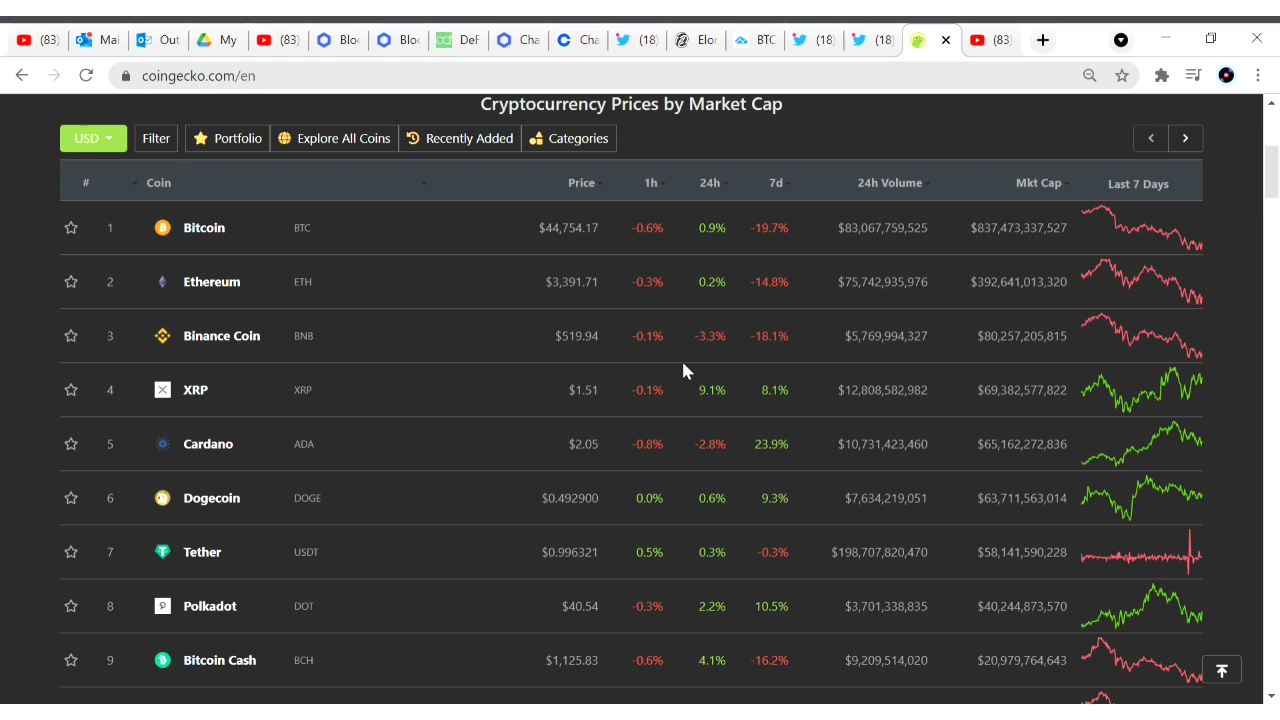 (83) Mai Out My (83) Bloc Bloc DeF Cha Cha (18) Elor BTC (18) (18) (83)
coingecko.com/en
Cryptocurrency Prices by Market Cap
USD Filter Portfolio Explore All Coins Recently Added Categories
# Coin Price 1h 24h 7d 24h Volume Mkt Cap Last 7 Days
1 Bitcoin BTC $44,754.17 -0.6% 0.9% -19.7% $83,067,759,525 $837,473,337,527
2 Ethereum ETH $3,391.71 -0.3% 0.2% -14.8% $75,742,935,976 $392,641,013,320
3 Binance Coin BNB $519.94 -0.1% -3.3% -18.1% $5,769,994,327 $80,257,205,815
4 XRP XRP $1.51 -0.1% 9.1% 8.1% $12,808,582,982 $69,382,577,822
5 Cardano ADA $2.05 -0.8% -2.8% 23.9% $10,731,423,460 $65,162,272,836
6 Dogecoin DOGE $0.492900 0.0% 0.6% 9.3% $7,634,219,051 $63,711,563,014
7 Tether USDT $0.996321 0.5% 0.3% -0.3% $198,707,820,470 $58,141,590,228
8 Polkadot DOT $40.54 -0.3% 2.2% 10.5% $3,701,338,835 $40,244,873,570
9 Bitcoin Cash BCH $1,125.83 -0.6% 4.1% -16.2% $9,209,514,020 $20,979,764,643